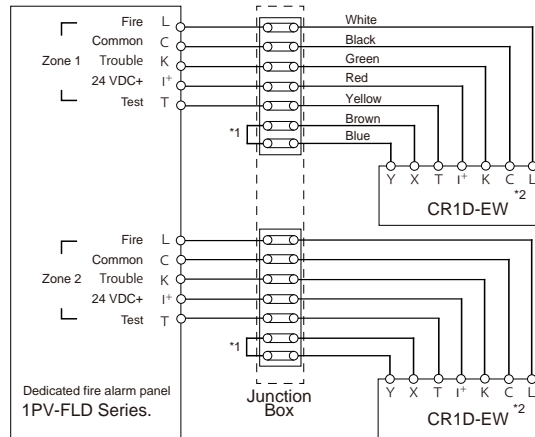 Zone 1
Fire L
Common C
Trouble K
24 VDC+ I+
Test T
White
Black
Green
Red
Yellow
Brown
Blue
*1
Y X T I+ K C L
CR1D-EW *2
Zone 2
Fire L
Common C
Trouble K
24 VDC+ I+
Test T
*1
Y X T I+ K C L
CR1D-EW *2
Dedicated fire alarm panel
1PV-FLD Series.
Junction
Box